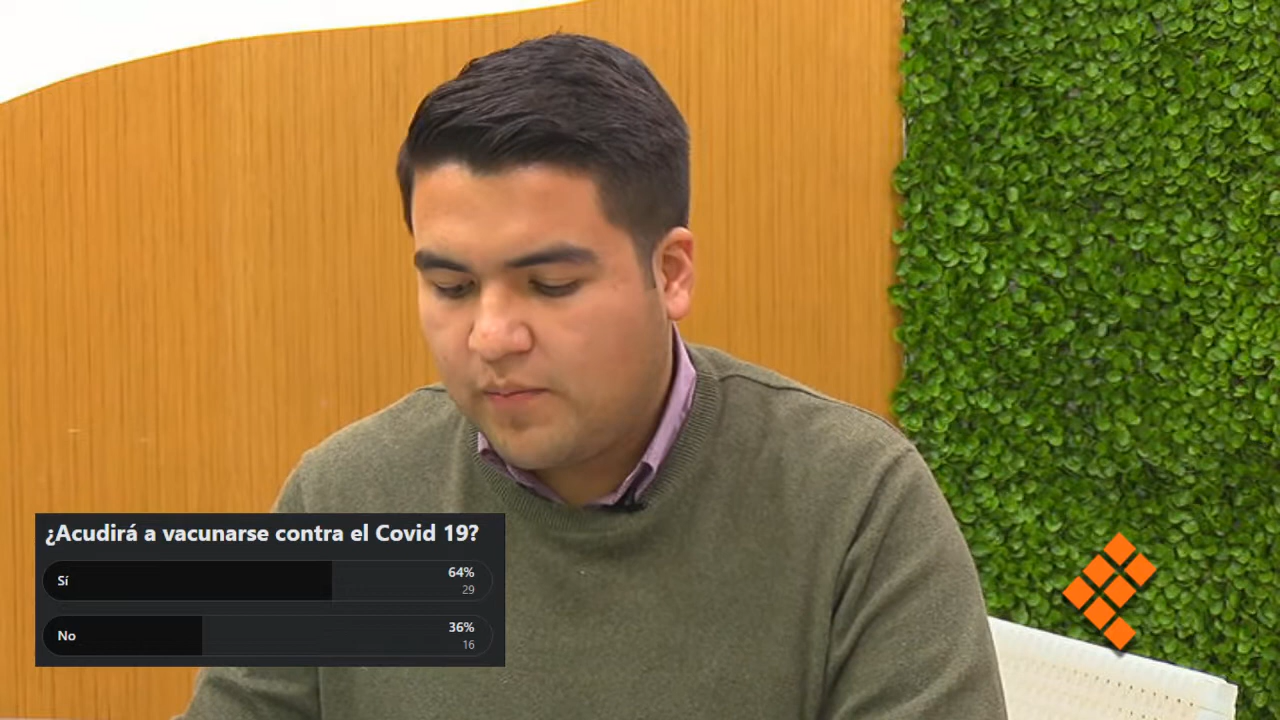 ¿Acudirá a vacunarse contra el Covid 19?
Sí 64%
29
No 36%
16